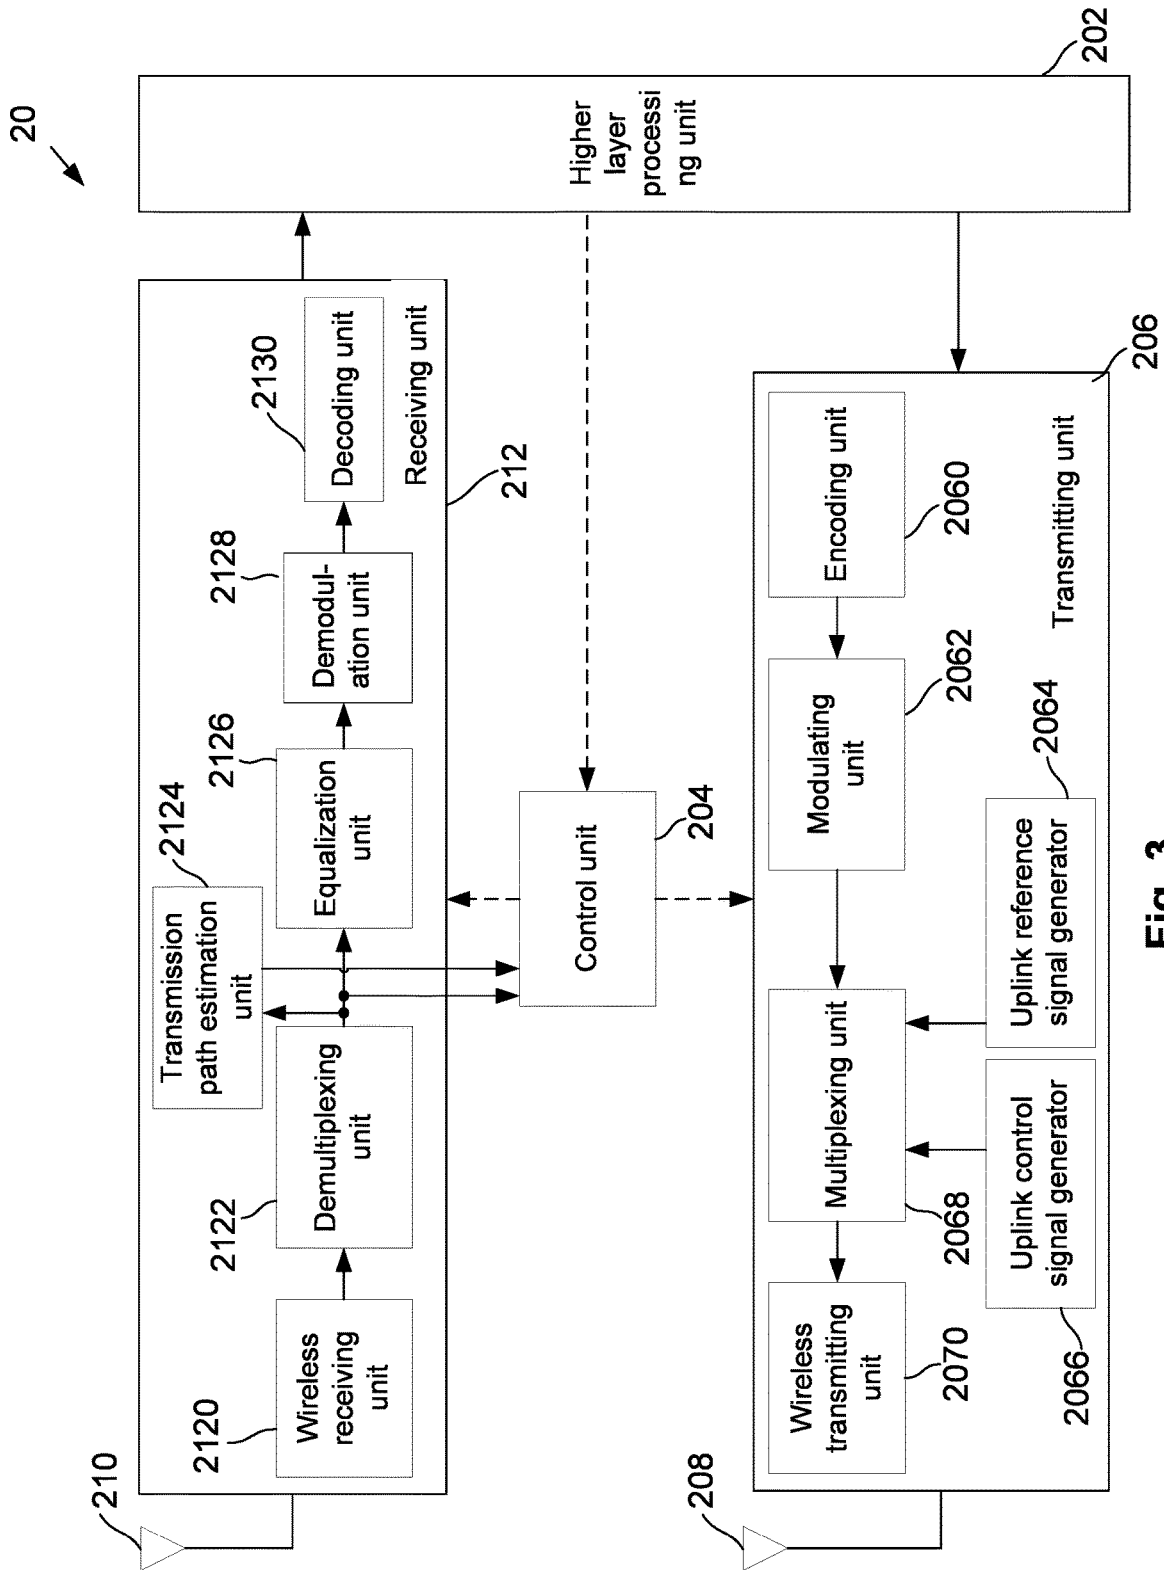 20
202
Higher
layer
processi
ng unit
210
2120
Wireless
receiving
unit
2122
Demultiplexing
unit
2124
Transmission
path estimation
unit
2126
Equalization
unit
2128
Demodul-
ation unit
2130
Decoding unit
Receiving unit
212
Control unit
204
206
Encoding unit
2060
Modulating
unit
2062
Multiplexing unit
2068
Wireless
transmitting
unit
2070
Uplink reference
signal generator
2064
Uplink control
signal generator
2066
Transmitting unit
208
Fig. 3